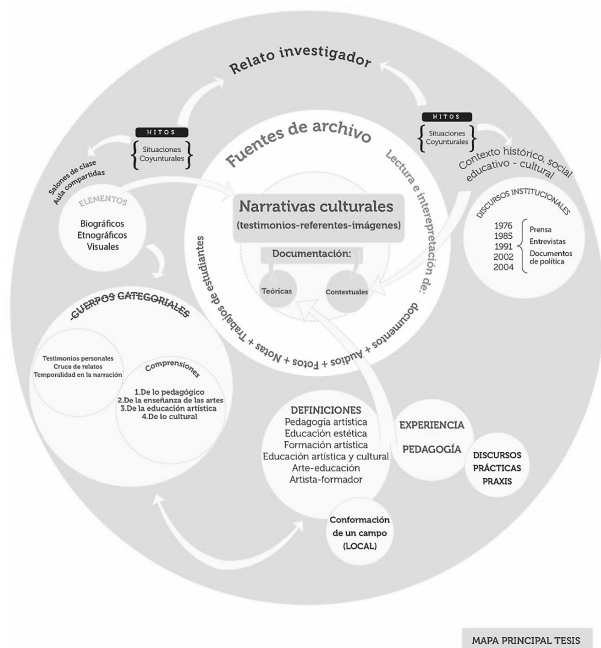 Relato investigador
HITOS
Situaciones
Coyunturales
HITOS
Situaciones
Coyunturales
Salones de clase
Aula compartidas
Contexto histórico, social
educativo - cultural
Fuentes de archivo
Lectura e interepretación de: documentos + Audios + Fotos + Notas + Trabajos de estudiantes
ELEMENTOS
Biográficos
Etnográficos
Visuales
Narrativas culturales
(testimonios-referentes-imágenes)
Documentación:
Teóricas
Contextuales
DISCURSOS INSTITUCIONALES
1976
1985
1991
2002
2004
Prensa
Entrevistas
Documentos
de política
CUERPOS CATEGORIALES
Testimonios personales
Cruce de relatos
Temporalidad en la narración
Comprensiones
1.De lo pedagógico
2.De la enseñanza de las artes
3.De la educación artística
4.De lo cultural
DEFINICIONES
Pedagogía artística
Educación estética
Formación artística
Educación artística y cultural
Arte-educación
Artista-formador
EXPERIENCIA
PEDAGOGÍA
DISCURSOS
PRÁCTICAS
PRAXIS
Conformación
de un campo
(LOCAL)
MAPA PRINCIPAL TESIS